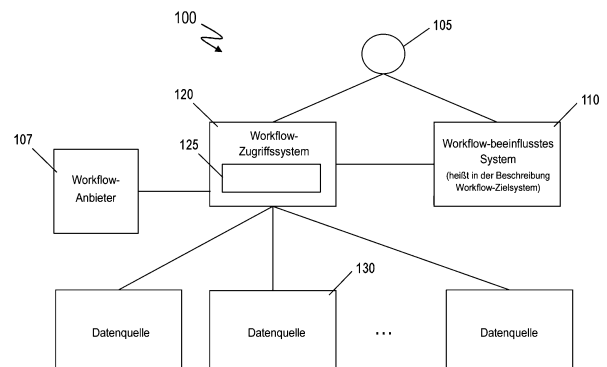 100
105
120
110
Workflow-
Zugriffssystem
125
107
Workflow-
Anbieter
Workflow-beeinflusstes
System
(heißt in der Beschreibung
Workflow-Zielsystem)
130
Datenquelle
Datenquelle
...
Datenquelle